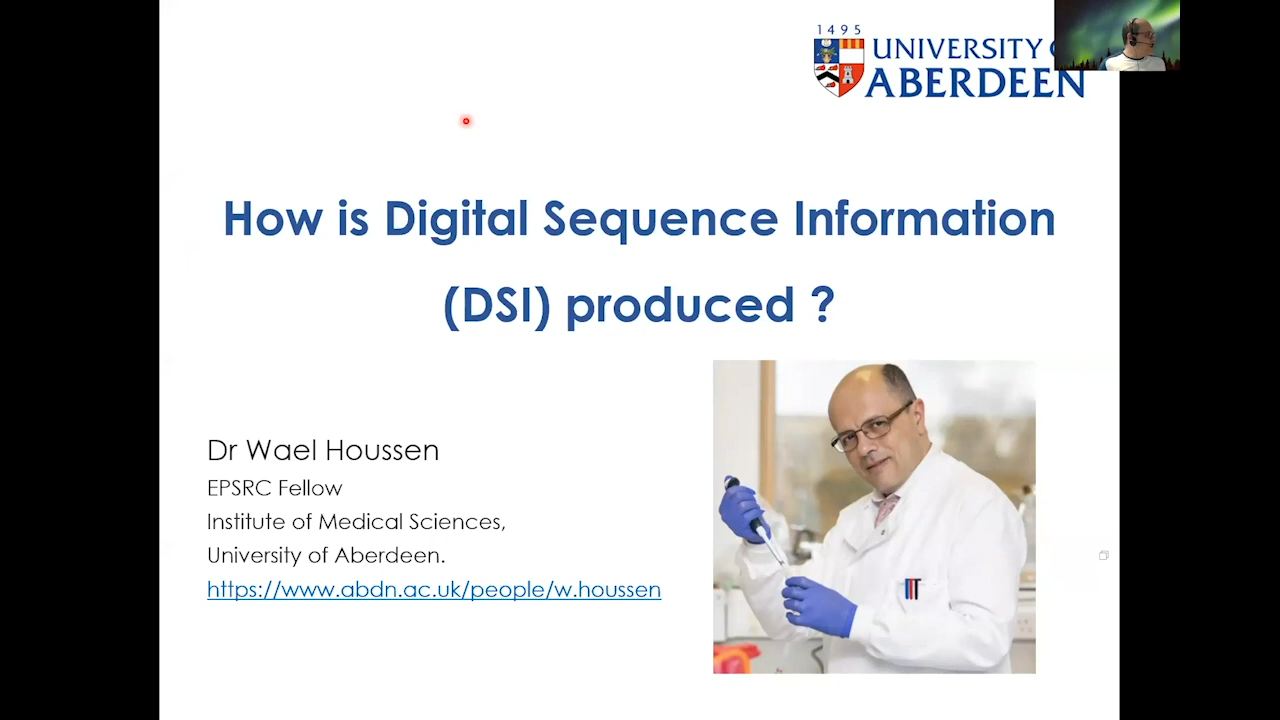 1495
UNIVERSITY
ABERDEEN
How is Digital Sequence Information
(DSI) produced ?
Dr Wael Houssen
EPSRC Fellow
Institute of Medical Sciences,
University of Aberdeen.
https://www.abdn.ac.uk/people/w.houssen